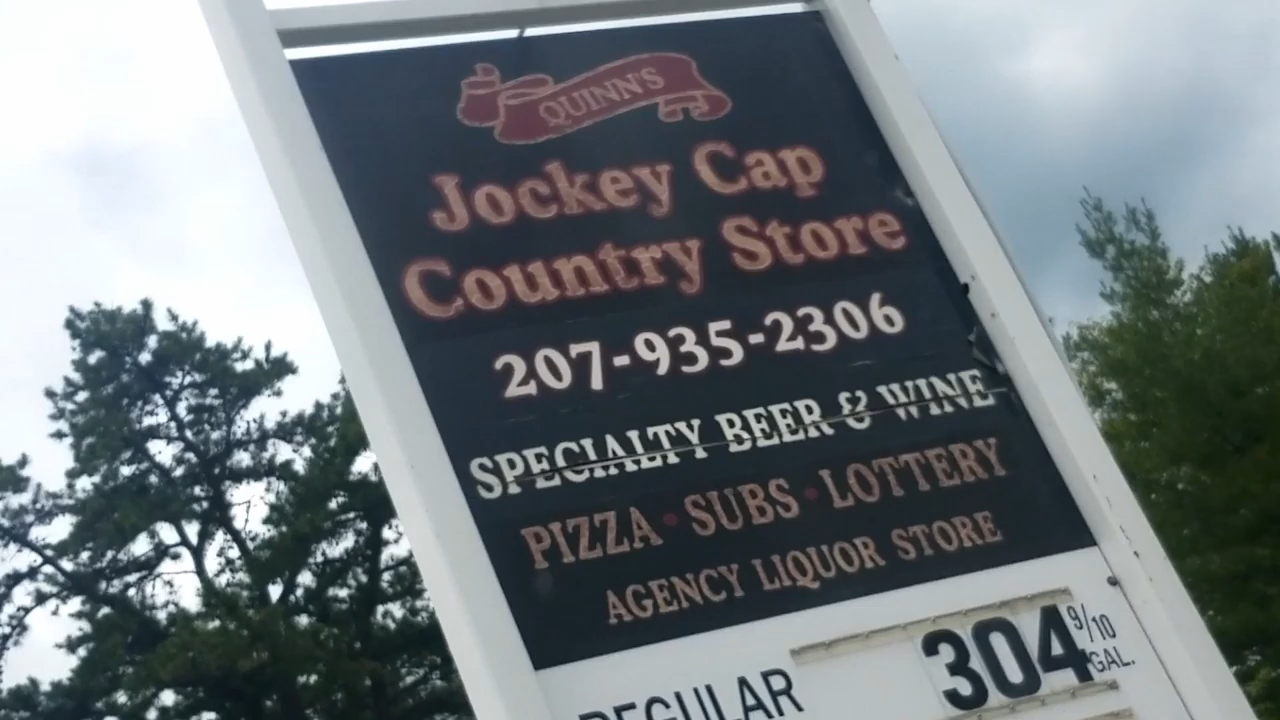 QUINN'S
Jockey Cap
Country Store
207-935-2306
SPECIALTY BEER & WINE
PIZZA • SUBS • LOTTERY
AGENCY LIQUOR STORE
REGULAR 304 9/10 GAL.